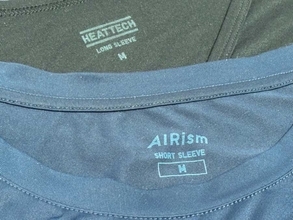 HEATTECH
LONG SLEEVE
M
AIRism
SHORT SLEEVE
M